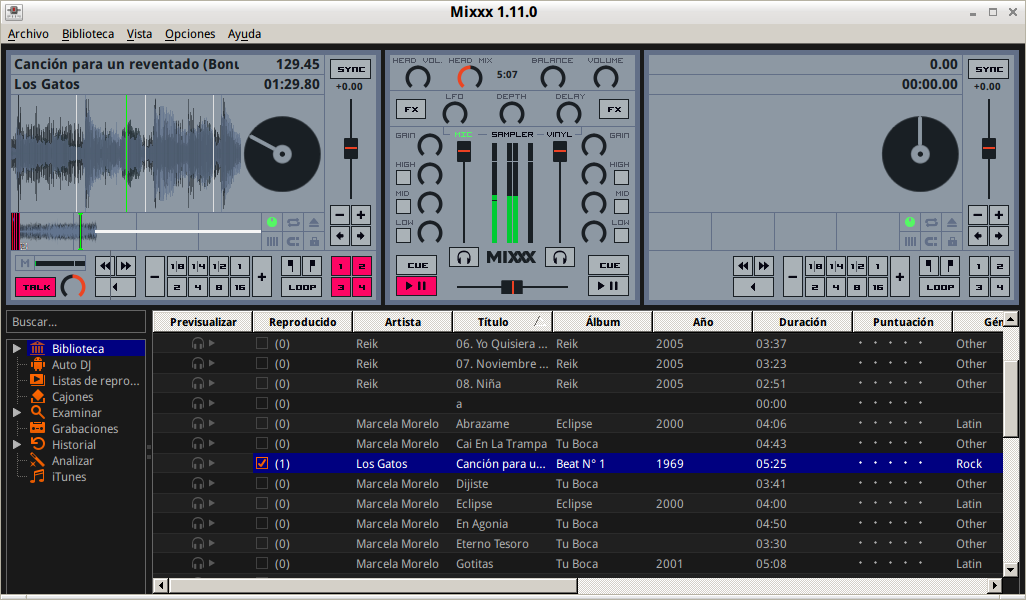 Mixxx 1.11.0
Archivo Biblioteca Vista Opciones Ayuda
Canción para un reventado (Bonu 129.45
Los Gatos 01:29.80
SYNC
+0.00
HEAD VOL. HEAD MIX 5:07 BALANCE VOLUME
LFO DEPTH DELAY
FX FX
GAIN MIC SAMPLER VINYL GAIN
HIGH HIGH
MID MID
LOW LOW
MIXXX
CUE CUE
0.00
00:00.00
SYNC
+0.00
M
TALK
1/8 1/4 1/2 1
2 4 8 16
LOOP
1 2
3 4
1/8 1/4 1/2 1
2 4 8 16
LOOP
1 2
3 4
Buscar...
Biblioteca
Auto DJ
Listas de repro...
Cajones
Examinar
Grabaciones
Historial
Analizar
iTunes
Previsualizar Reproducido Artista Título Álbum Año Duración Puntuación Gén
(0) Reik 06. Yo Quisiera ... Reik 2005 03:37 Other
(0) Reik 07. Noviembre ... Reik 2005 03:23 Other
(0) Reik 08. Niña Reik 2005 02:51 Other
(0) a 00:00
(0) Marcela Morelo Abrazame Eclipse 2000 04:06 Latin
(0) Marcela Morelo Cai En La Trampa Tu Boca 04:43 Other
(1) Los Gatos Canción para u... Beat N° 1 1969 05:25 Rock
(0) Marcela Morelo Dijiste Tu Boca 03:41 Other
(0) Marcela Morelo Eclipse Eclipse 2000 04:00 Latin
(0) Marcela Morelo En Agonia Tu Boca 04:50 Other
(0) Marcela Morelo Eterno Tesoro Tu Boca 03:30 Other
(0) Marcela Morelo Gotitas Tu Boca 2001 05:08 Latin